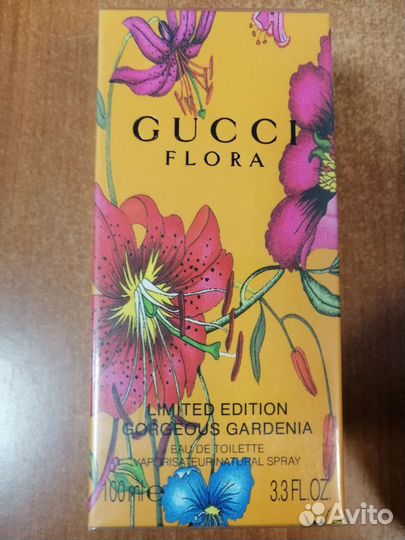 GUCCI
FLORA
LIMITED EDITION
GORGEOUS GARDENIA
EAU DE TOILETTE
VAPORISATEUR NATURAL SPRAY
100 ml e 3.3 FL.OZ.
Avito